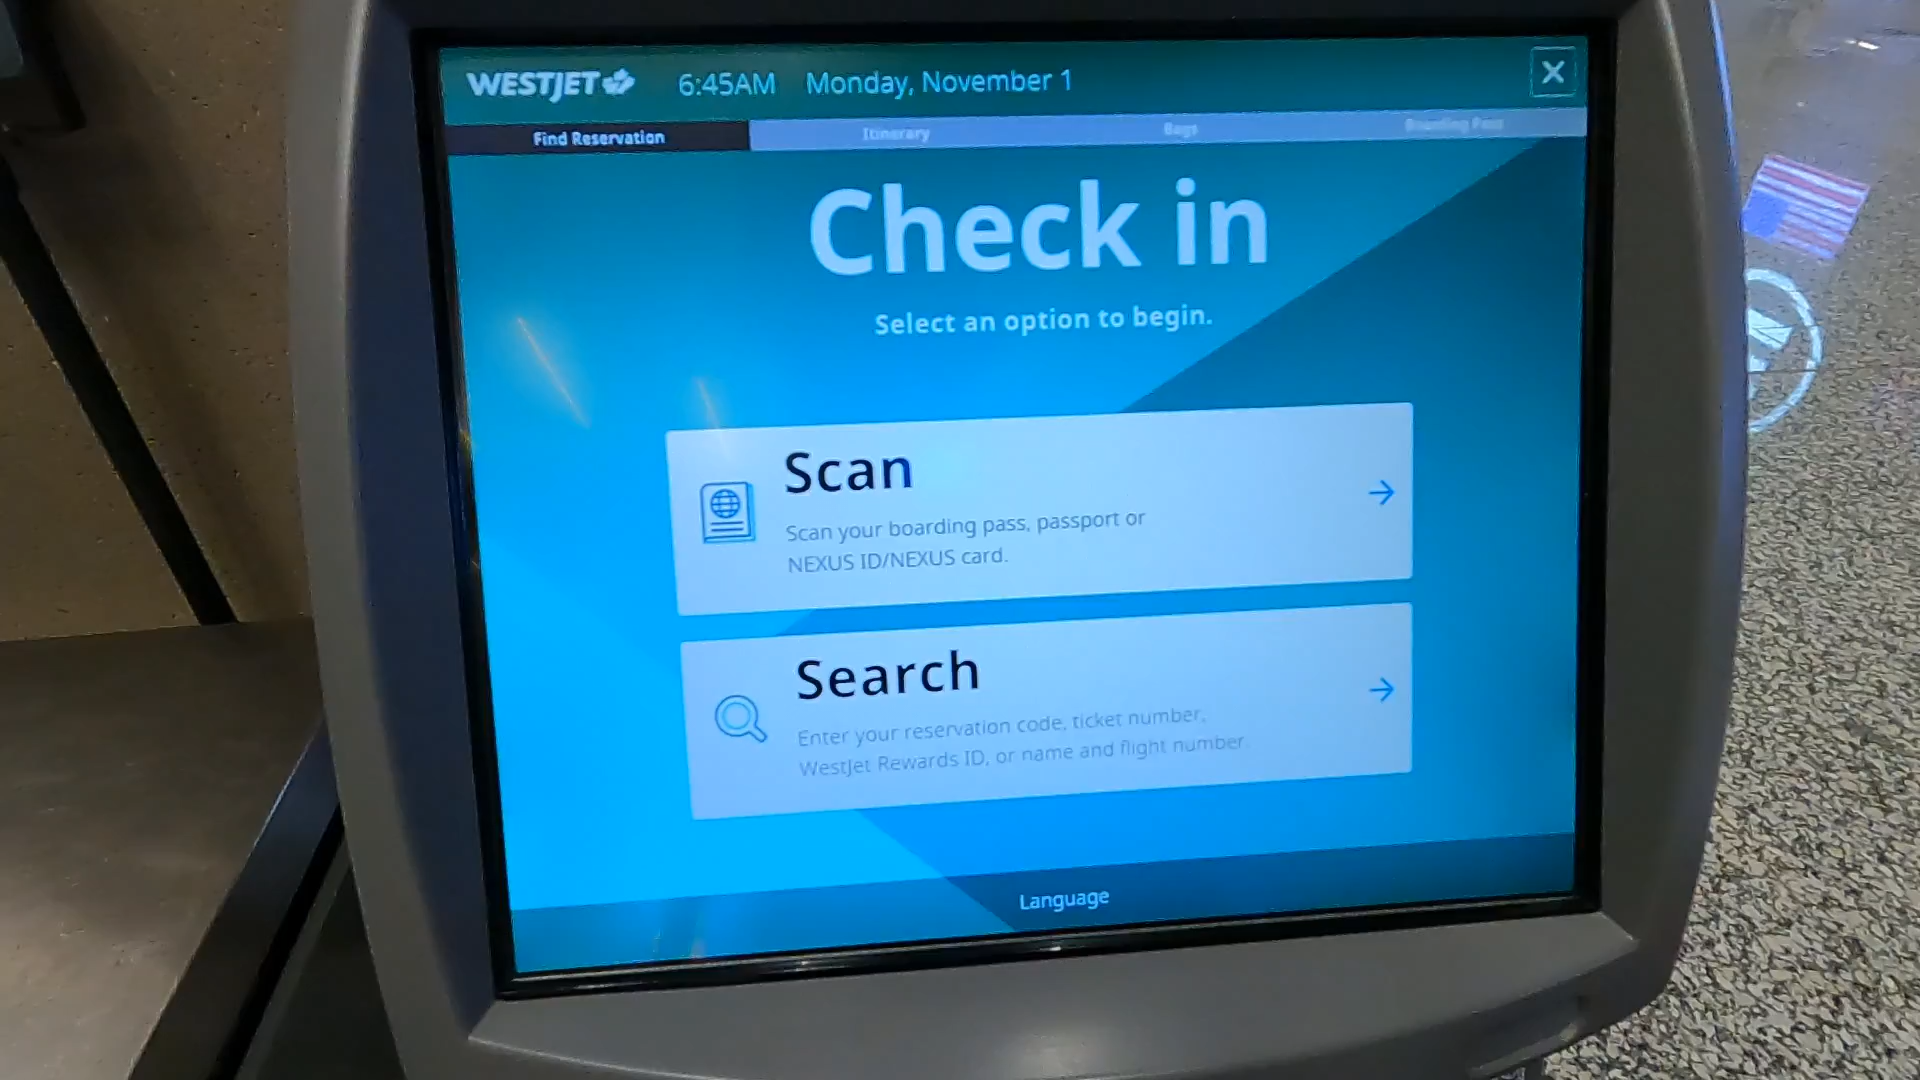 WESTJET 6:45AM Monday, November 1
Find Reservation Itinerary Bags Boarding Pass
Check in
Select an option to begin.
Scan
Scan your boarding pass, passport or
NEXUS ID/NEXUS card.
Search
Enter your reservation code, ticket number,
WestJet Rewards ID, or name and flight number.
Language